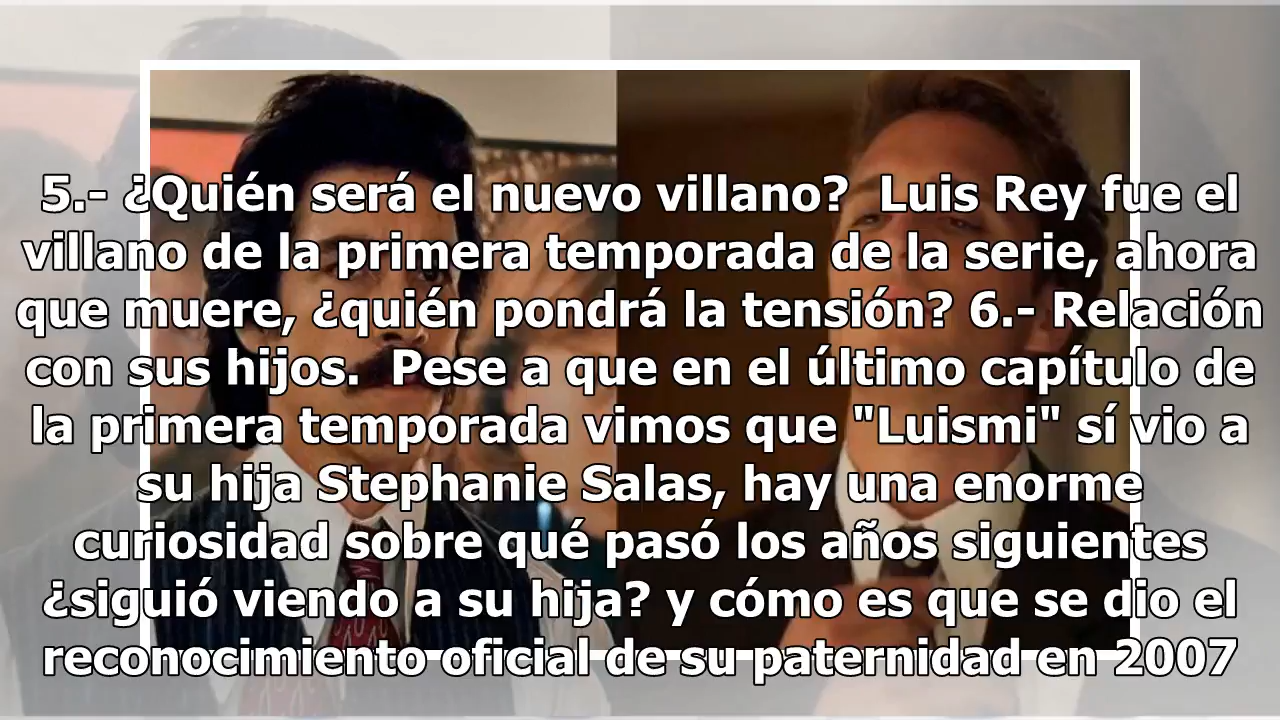 5.- ¿Quién será el nuevo villano?  Luis Rey fue el
villano de la primera temporada de la serie, ahora
que muere, ¿quién pondrá la tensión? 6.- Relación
con sus hijos.  Pese a que en el último capítulo de
la primera temporada vimos que "Luismi" sí vio a
su hija Stephanie Salas, hay una enorme
curiosidad sobre qué pasó los años siguientes
¿siguió viendo a su hija? y cómo es que se dio el
reconocimiento oficial de su paternidad en 2007